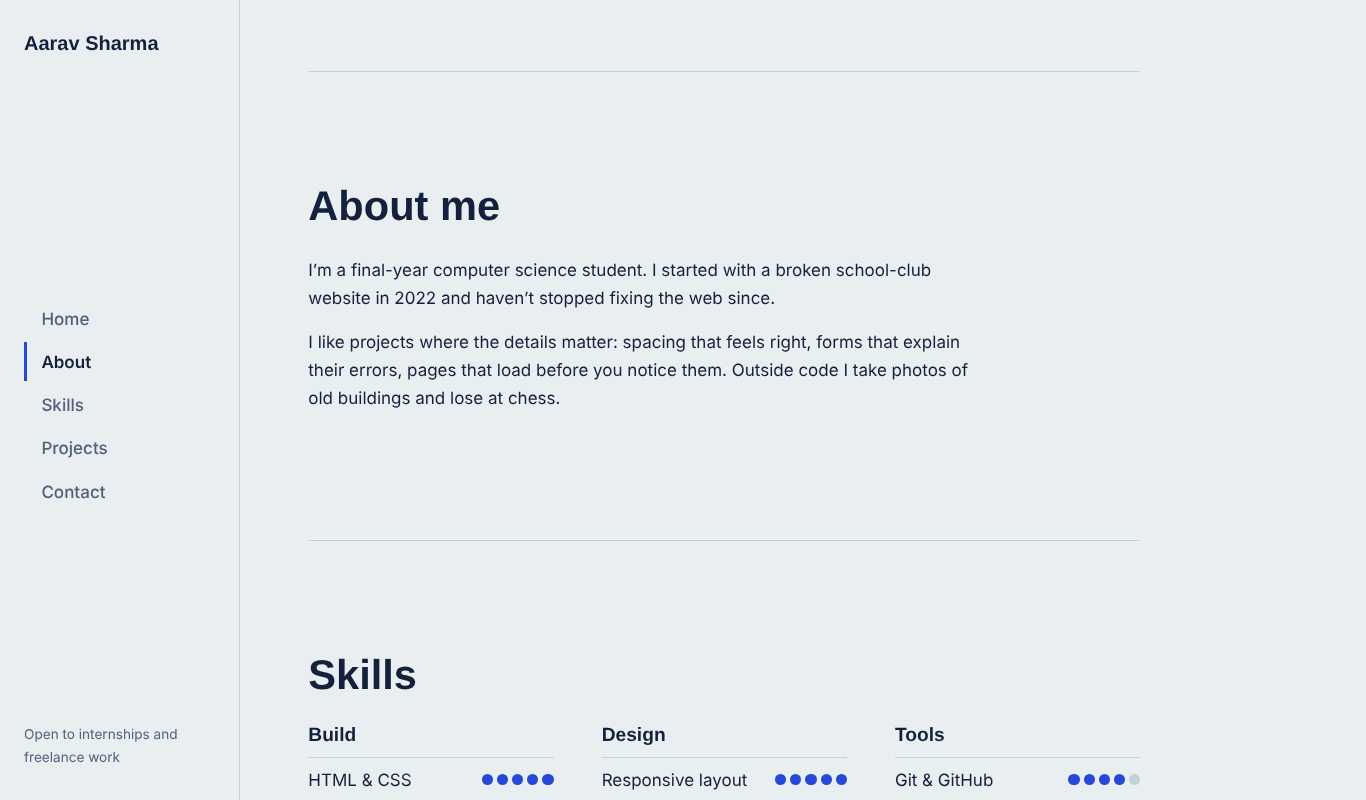 Aarav Sharma
Home
About
Skills
Projects
Contact
Open to internships and
freelance work
About me
I’m a final-year computer science student. I started with a broken school-club
website in 2022 and haven’t stopped fixing the web since.
I like projects where the details matter: spacing that feels right, forms that explain
their errors, pages that load before you notice them. Outside code I take photos of
old buildings and lose at chess.
Skills
Build
HTML & CSS
Design
Responsive layout
Tools
Git & GitHub